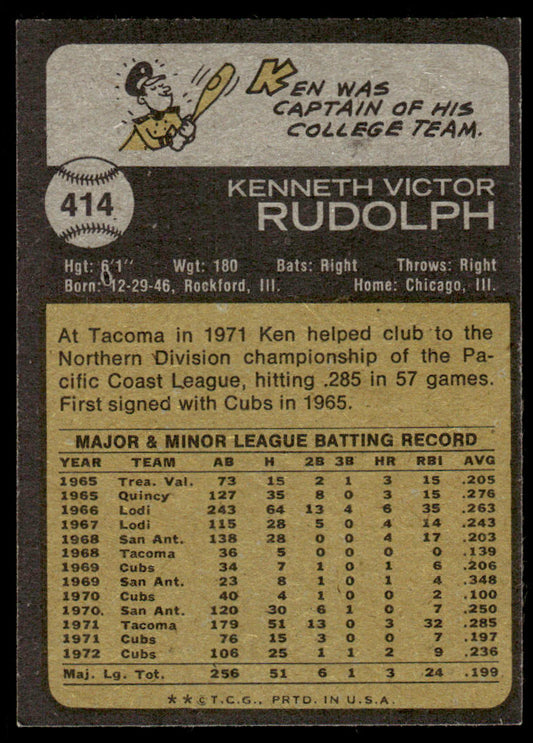 KEN WAS
CAPTAIN OF HIS
COLLEGE TEAM.
414
KENNETH VICTOR
RUDOLPH
Hgt: 6'1" Wgt: 180 Bats: Right Throws: Right
Born: 12-29-46, Rockford, Ill. Home: Chicago, Ill.
At Tacoma in 1971 Ken helped club to the
Northern Division championship of the Pa-
cific Coast League, hitting .285 in 57 games.
First signed with Cubs in 1965.
MAJOR & MINOR LEAGUE BATTING RECORD
YEAR TEAM AB H 2B 3B HR RBI AVG
1965 Trea. Val. 73 15 2 1 3 15 .205
1965 Quincy 127 35 8 0 3 15 .276
1966 Lodi 243 64 13 4 6 35 .263
1967 Lodi 115 28 5 0 4 14 .243
1968 San Ant. 138 28 0 0 4 17 .203
1968 Tacoma 36 5 0 0 0 0 .139
1969 Cubs 34 7 1 0 1 6 .206
1969 San Ant. 23 8 1 0 1 4 .348
1970 Cubs 40 4 1 0 0 2 .100
1970 San Ant. 120 30 6 1 0 7 .250
1971 Tacoma 179 51 13 0 3 32 .285
1971 Cubs 76 15 3 0 0 7 .197
1972 Cubs 106 25 1 1 2 9 .236
Maj. Lg. Tot. 256 51 6 1 3 24 .199
**©T.C.G., PRTD. IN U.S.A.